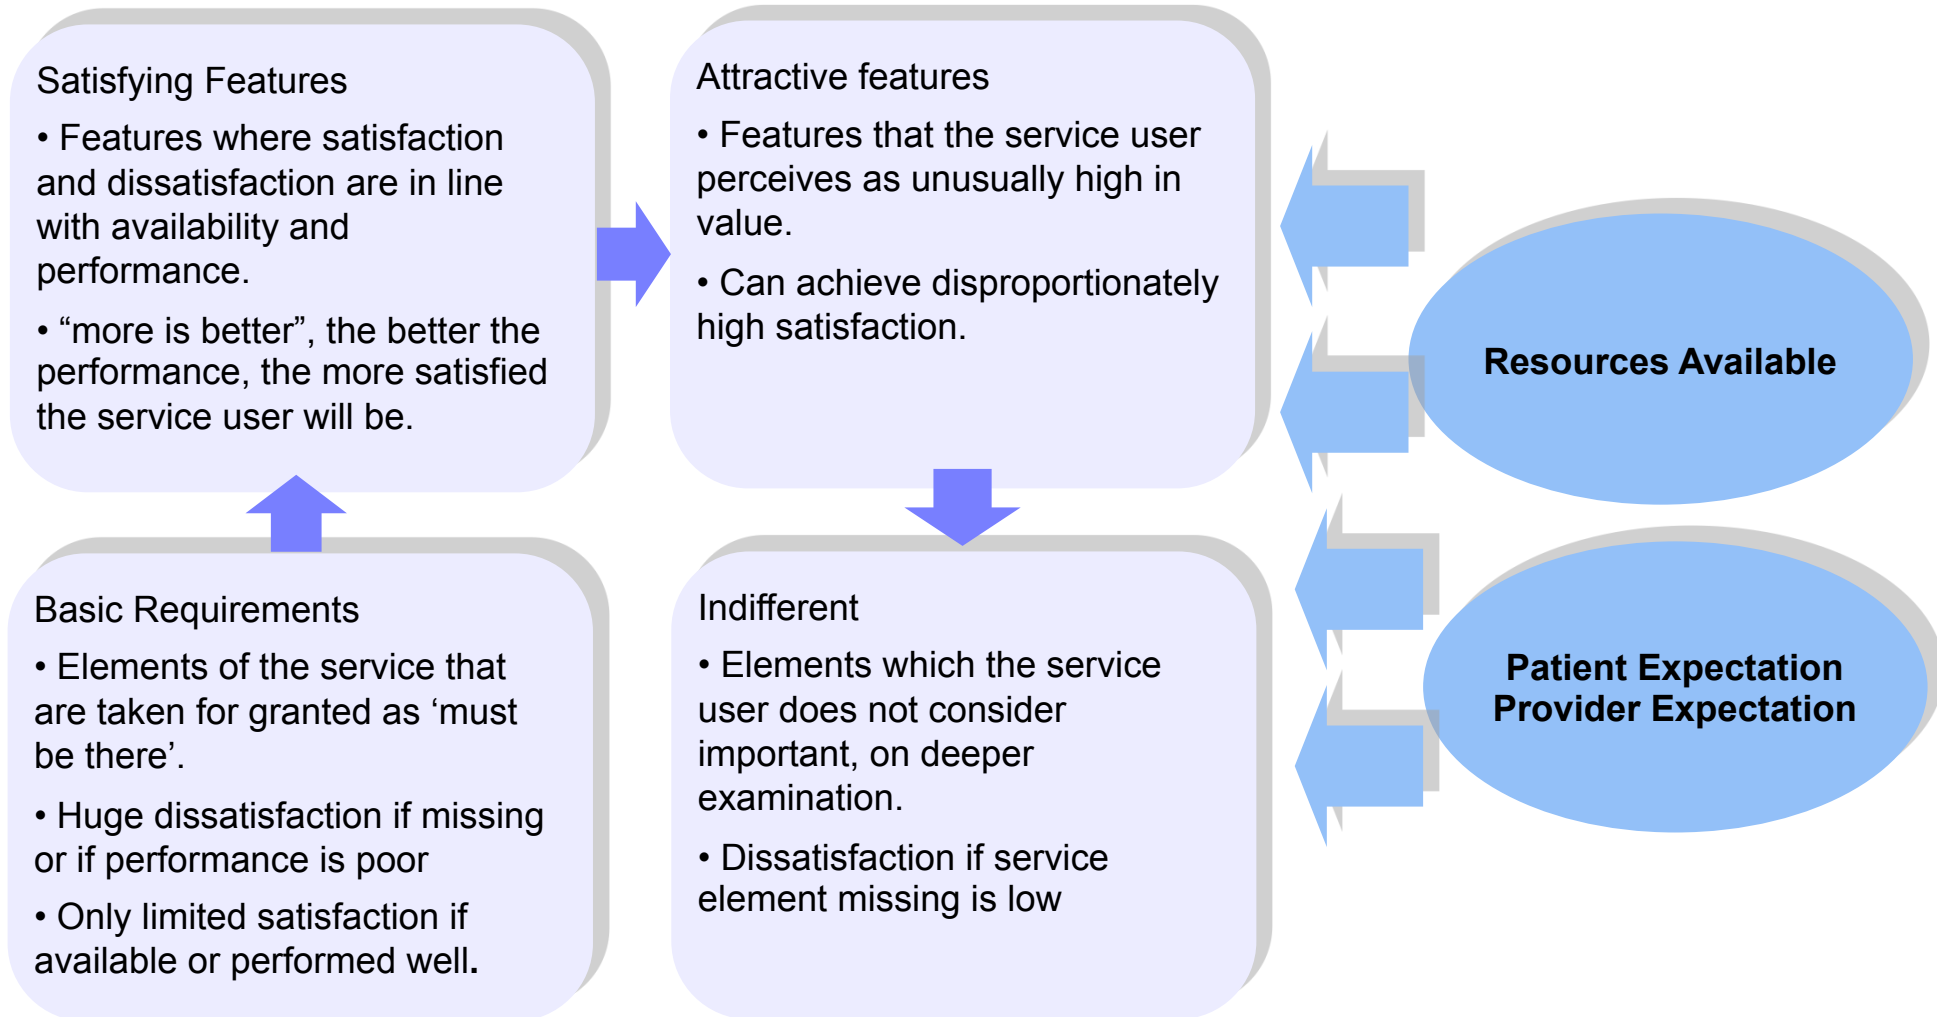 Satisfying Features
• Features where satisfaction
and dissatisfaction are in line
with availability and
performance.
• “more is better”, the better the
performance, the more satisfied
the service user will be.
Attractive features
• Features that the service user
perceives as unusually high in
value.
• Can achieve disproportionately
high satisfaction.
Resources Available
Basic Requirements
• Elements of the service that
are taken for granted as ‘must
be there’.
• Huge dissatisfaction if missing
or if performance is poor
• Only limited satisfaction if
available or performed well.
Indifferent
• Elements which the service
user does not consider
important, on deeper
examination.
• Dissatisfaction if service
element missing is low
Patient Expectation
Provider Expectation